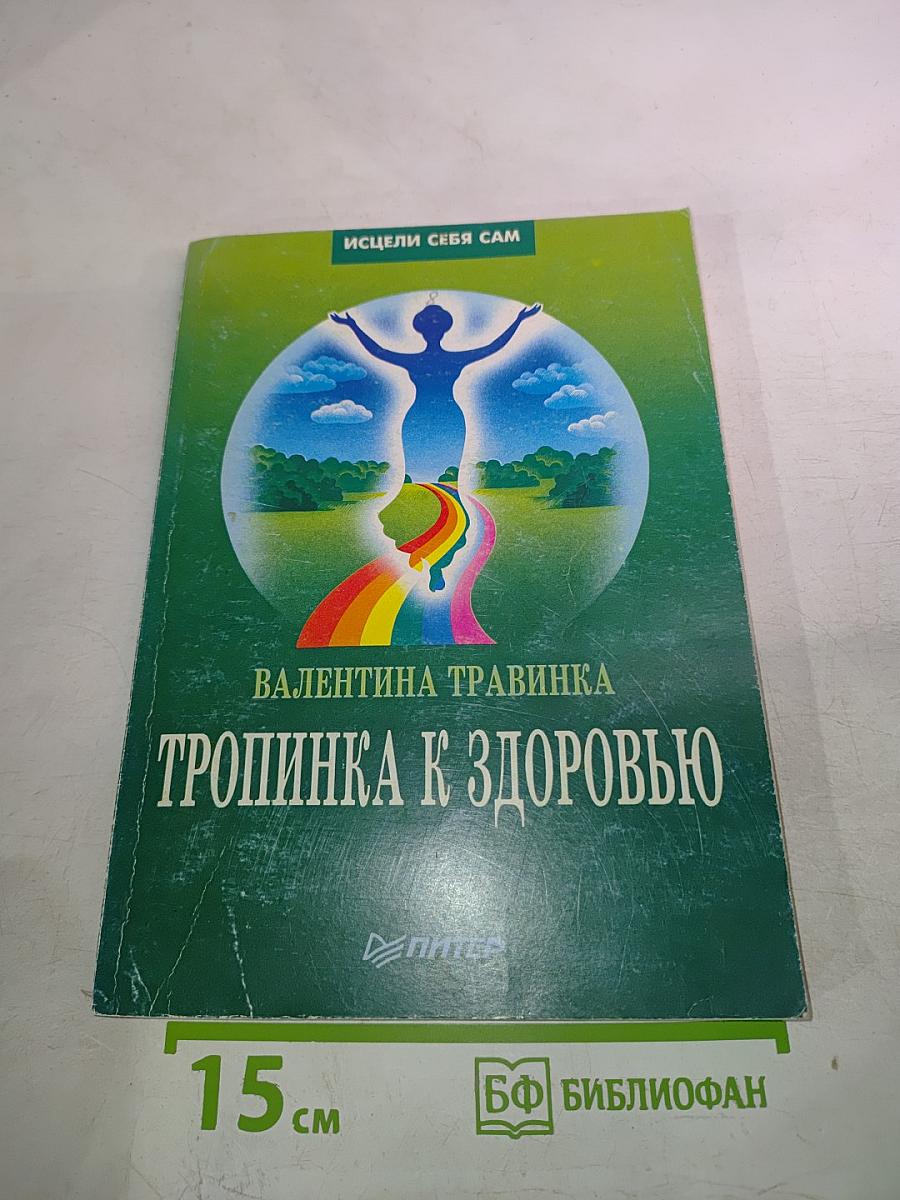 ИСЦЕЛИ СЕБЯ САМ
ВАЛЕНТИНА ТРАВИНКА
ТРОПИНКА К ЗДОРОВЬЮ
ПИТЕР
15 см
БФ БИБЛИОФАН